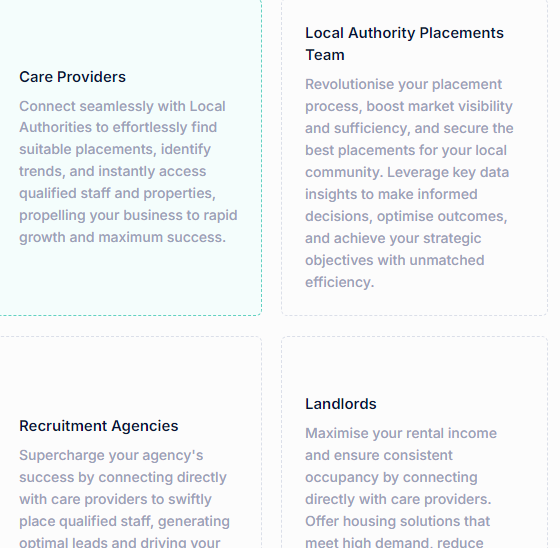 Care Providers
Connect seamlessly with Local
Authorities to effortlessly find
suitable placements, identify
trends, and instantly access
qualified staff and properties,
propelling your business to rapid
growth and maximum success.
Local Authority Placements
Team
Revolutionise your placement
process, boost market visibility
and sufficiency, and secure the
best placements for your local
community. Leverage key data
insights to make informed
decisions, optimise outcomes,
and achieve your strategic
objectives with unmatched
efficiency.
Recruitment Agencies
Supercharge your agency's
success by connecting directly
with care providers to swiftly
place qualified staff, generating
optimal leads and driving your
Landlords
Maximise your rental income
and ensure consistent
occupancy by connecting
directly with care providers.
Offer housing solutions that
meet high demand, reduce